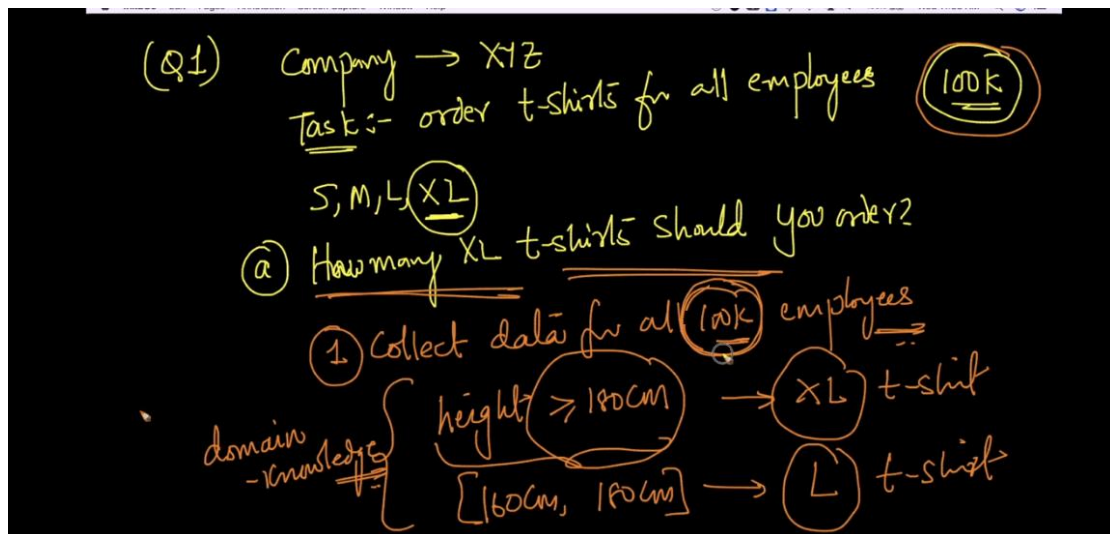 (Q1) Company → XYZ
Task:- order t-shirts for all employees 100K
S, M, L, XL
(a) How many XL t-shirts should you order?
(1) Collect data for all 100K employees
height ≥ 180cm → XL t-shirt
domain
-knowledge
[160cm, 180cm] → L t-shirt